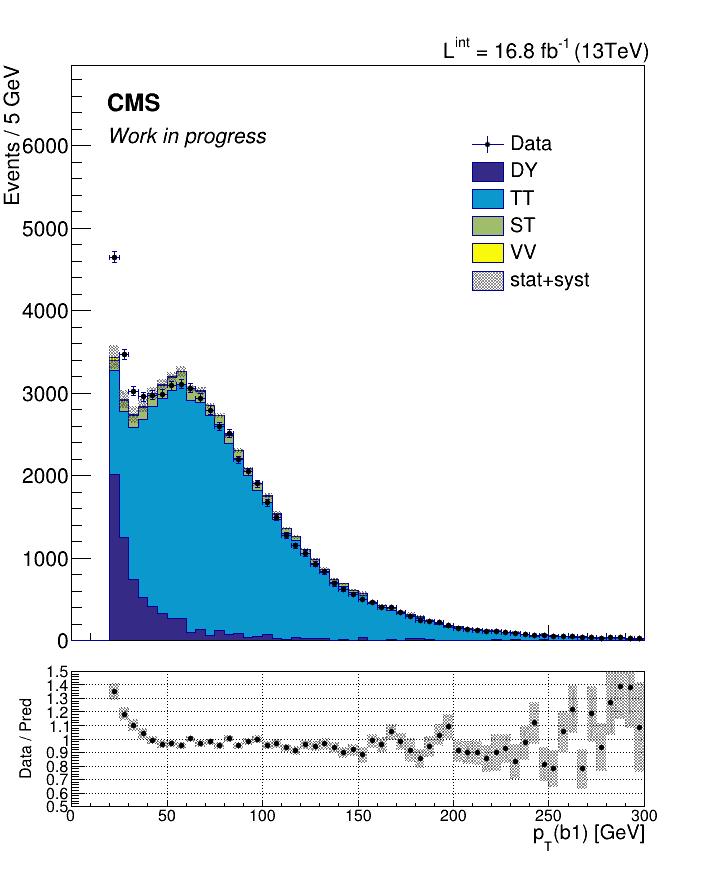 L^int = 16.8 fb^-1 (13TeV)
Events / 5 GeV
CMS
Work in progress
Data
DY
TT
ST
VV
stat+syst
6000
5000
4000
3000
2000
1000
0
Data / Pred
1.5
1.4
1.3
1.2
1.1
1
0.9
0.8
0.7
0.6
0.5
0 50 100 150 200 250 300
p_T(b1) [GeV]